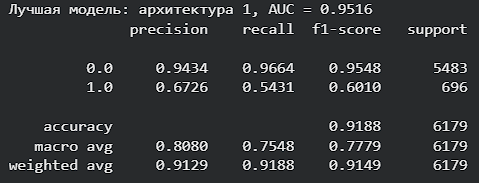 Лучшая модель: архитектура 1, AUC = 0.9516
precision recall f1-score support
0.0 0.9434 0.9664 0.9548 5483
1.0 0.6726 0.5431 0.6010 696
accuracy 0.9188 6179
macro avg 0.8080 0.7548 0.7779 6179
weighted avg 0.9129 0.9188 0.9149 6179